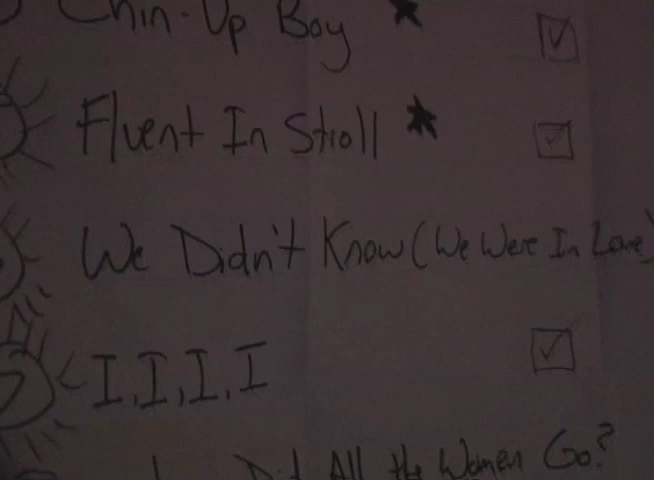 Chin-Up Boy
Fluent In Stroll
We Didn't Know (We Were In Love)
I, I, I, I
Did All the Women Go?